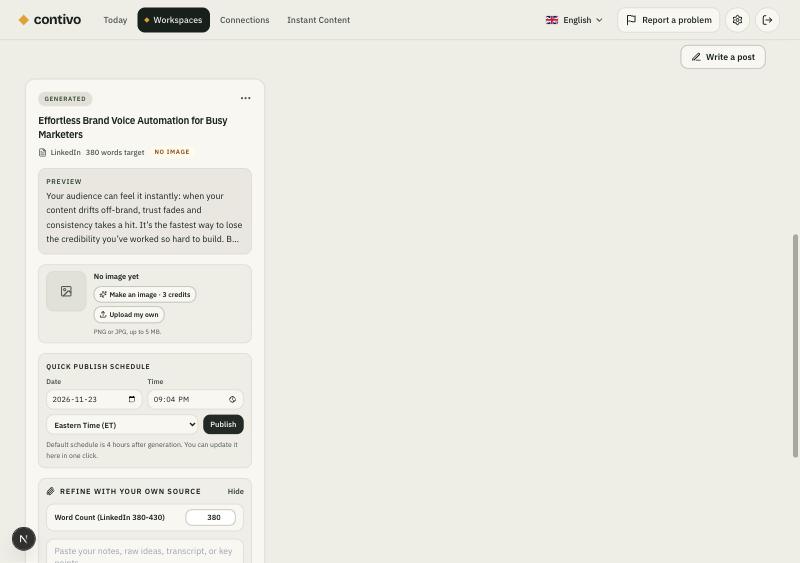 contivo
Today
Workspaces
Connections
Instant Content
English
Report a problem
Write a post
GENERATED
Effortless Brand Voice Automation for Busy
Marketers
LinkedIn 380 words target NO IMAGE
PREVIEW
Your audience can feel it instantly: when your
content drifts off-brand, trust fades and
consistency takes a hit. It's the fastest way to lose
the credibility you've worked so hard to build. B...
No image yet
Make an image · 3 credits
Upload my own
PNG or JPG, up to 5 MB.
QUICK PUBLISH SCHEDULE
Date Time
2026-11-23 09:04 PM
Eastern Time (ET) Publish
Default schedule is 4 hours after generation. You can update it
here in one click.
REFINE WITH YOUR OWN SOURCE Hide
Word Count (LinkedIn 380-430) 380
N
Paste your notes, raw ideas, transcript, or key
points